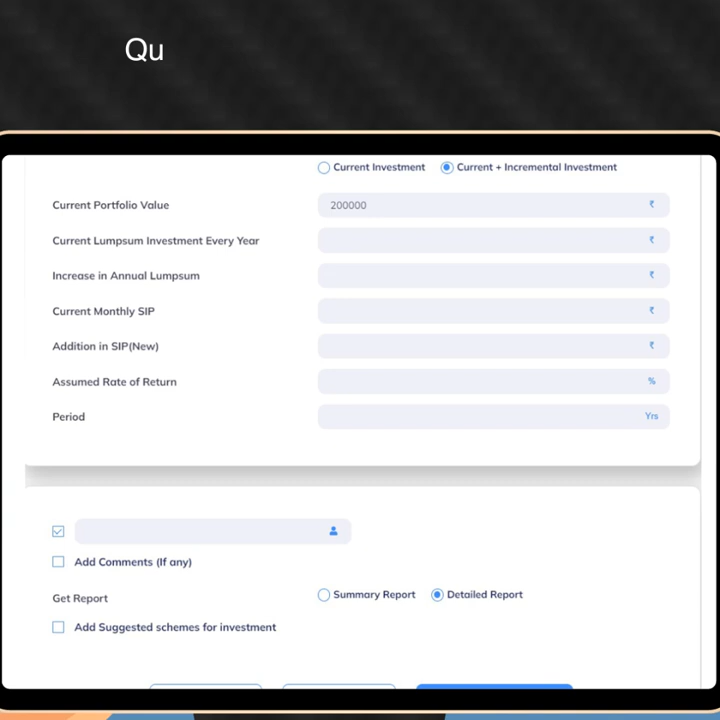 Qu
Current Investment Current + Incremental Investment
Current Portfolio Value 200000 ₹
Current Lumpsum Investment Every Year ₹
Increase in Annual Lumpsum ₹
Current Monthly SIP ₹
Addition in SIP(New) ₹
Assumed Rate of Return %
Period Yrs
Add Comments (If any)
Get Report Summary Report Detailed Report
Add Suggested schemes for investment